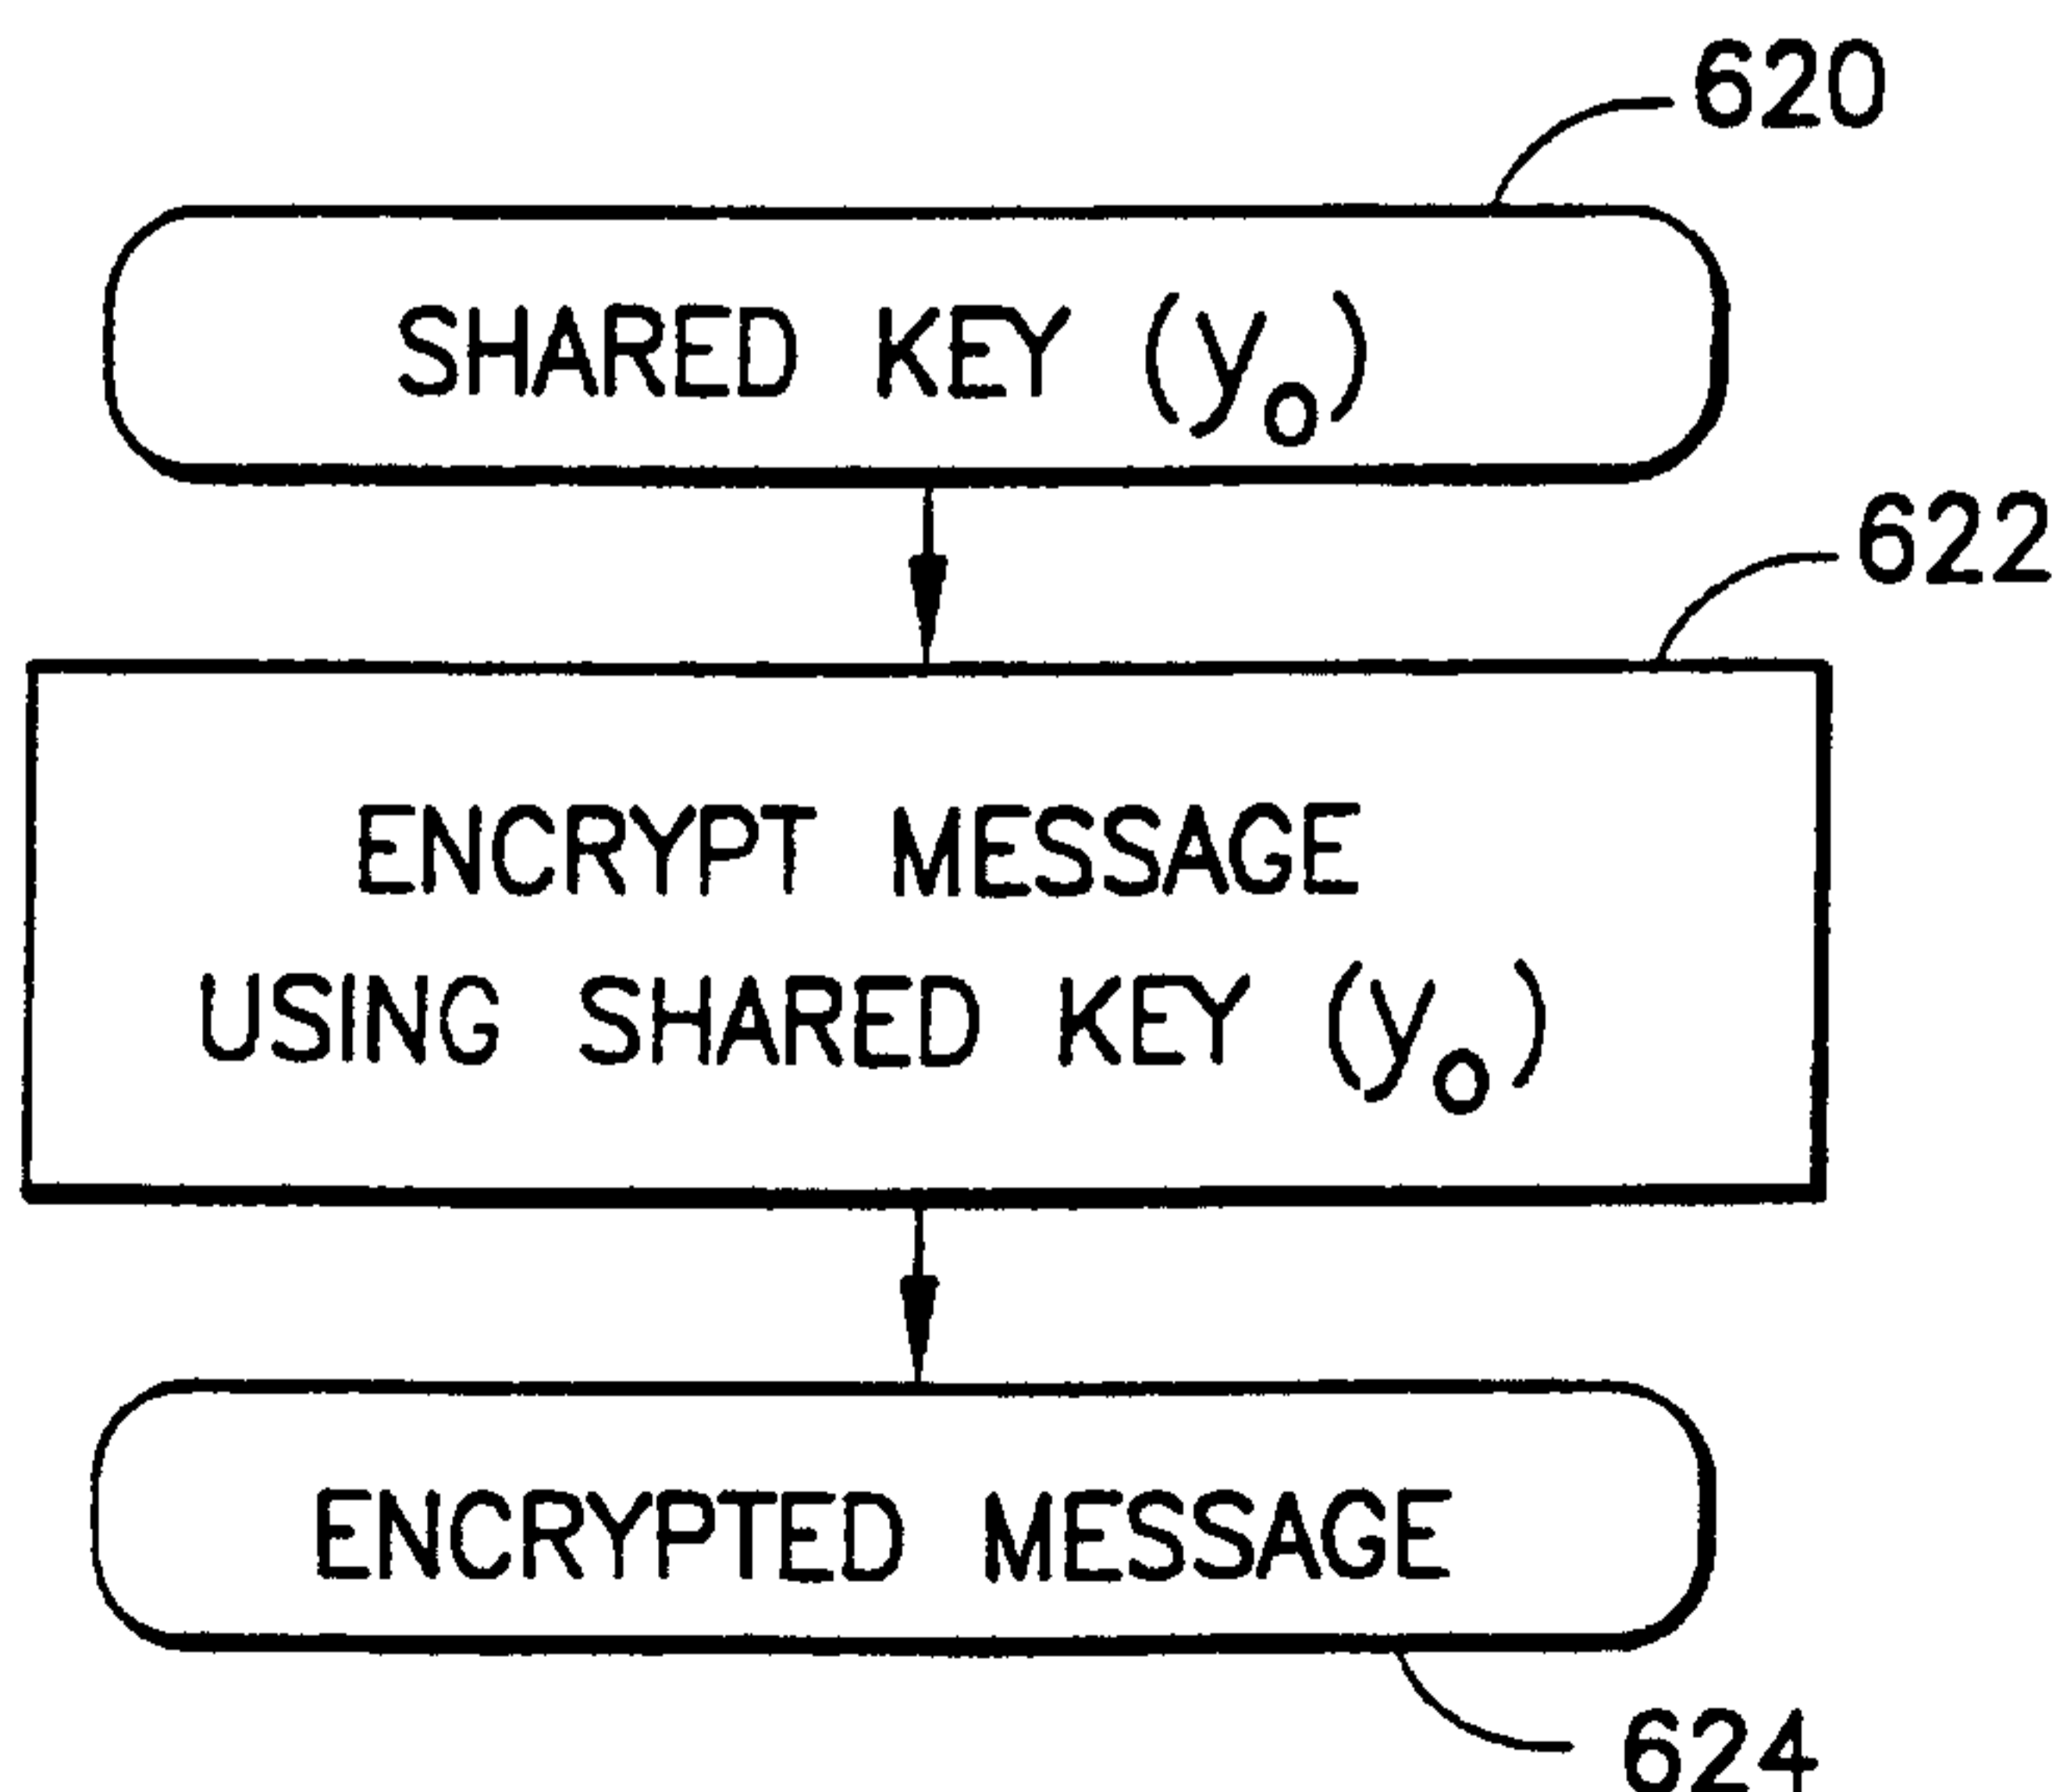 620
SHARED KEY (y₀)
622
ENCRYPT MESSAGE
USING SHARED KEY (y₀)
ENCRYPTED MESSAGE
624